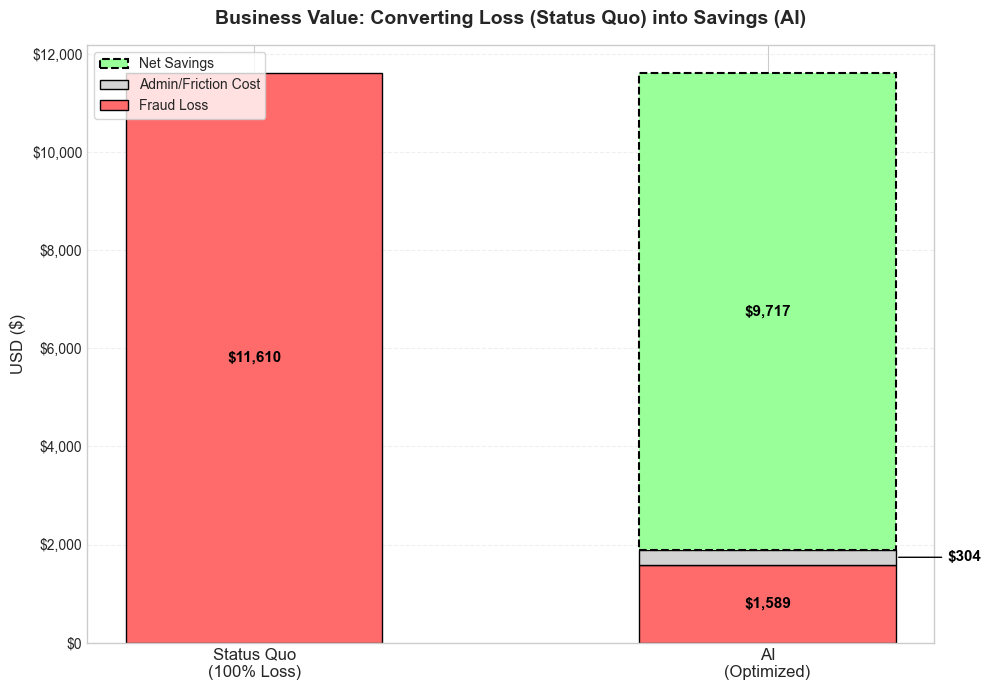 Business Value: Converting Loss (Status Quo) into Savings (AI)
Net Savings
Admin/Friction Cost
Fraud Loss
USD ($)
$12,000
$10,000
$8,000
$6,000
$4,000
$2,000
$0
$11,610
$9,717
$304
$1,589
Status Quo
(100% Loss)
AI
(Optimized)